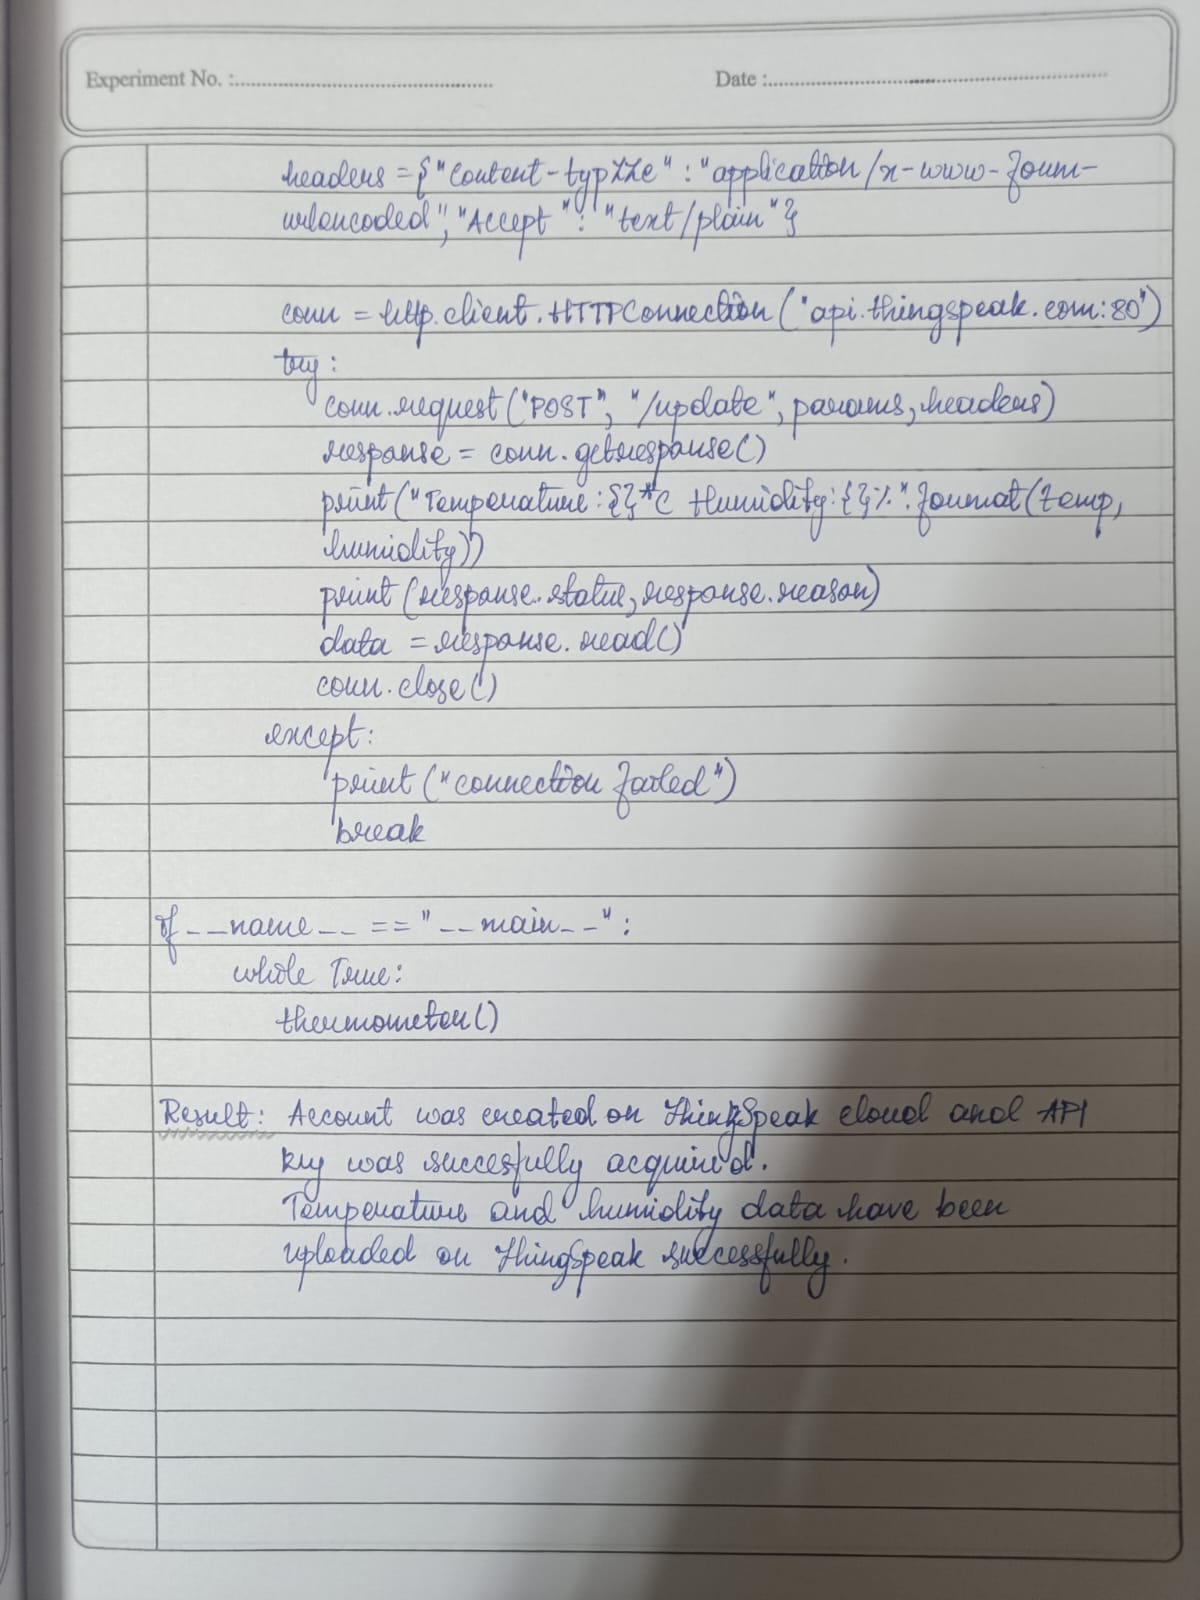 Experiment No. :
Date :
headers = {"Content-typZZe" : "application/x-www-form-
urlencoded", "Accept" : "text/plain"}
conn = http.client.HTTPConnection ("api.thingspeak.com:80")
try:
conn.request ("POST", "/update", params, headers)
response = conn.getresponse()
print ("Temperature : {}*C Humidity: {}%".format(temp,
humidity))
print (response.status, response.reason)
data = response.read()
conn.close()
except:
print ("connection failed")
break
if __name__ == "__main__":
while True:
thermometer()
Result: Account was created on ThingSpeak cloud and API
key was succesfully acquired.
Temperature and humidity data have been
uploaded on ThingSpeak successfully.